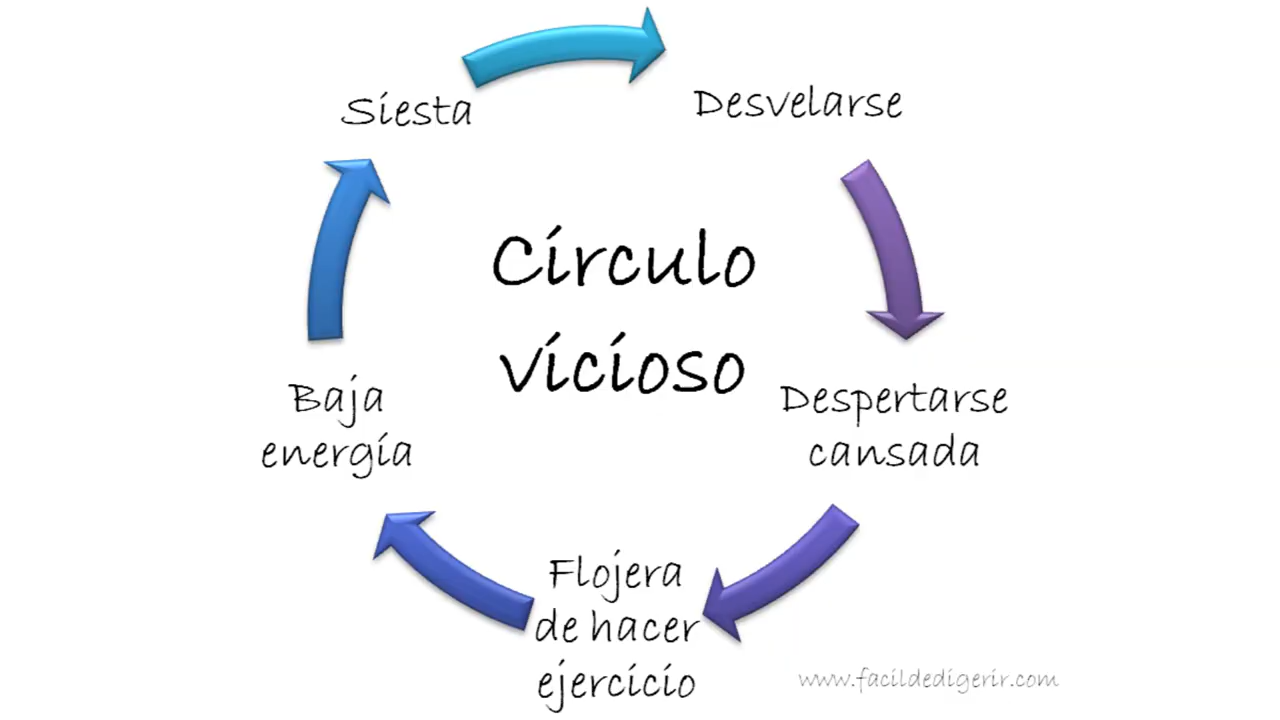 Siesta
Desvelarse
Círculo
vicioso
Despertarse
cansada
Flojera
de hacer
ejercicio
Baja
energía
www.facildedigerir.com